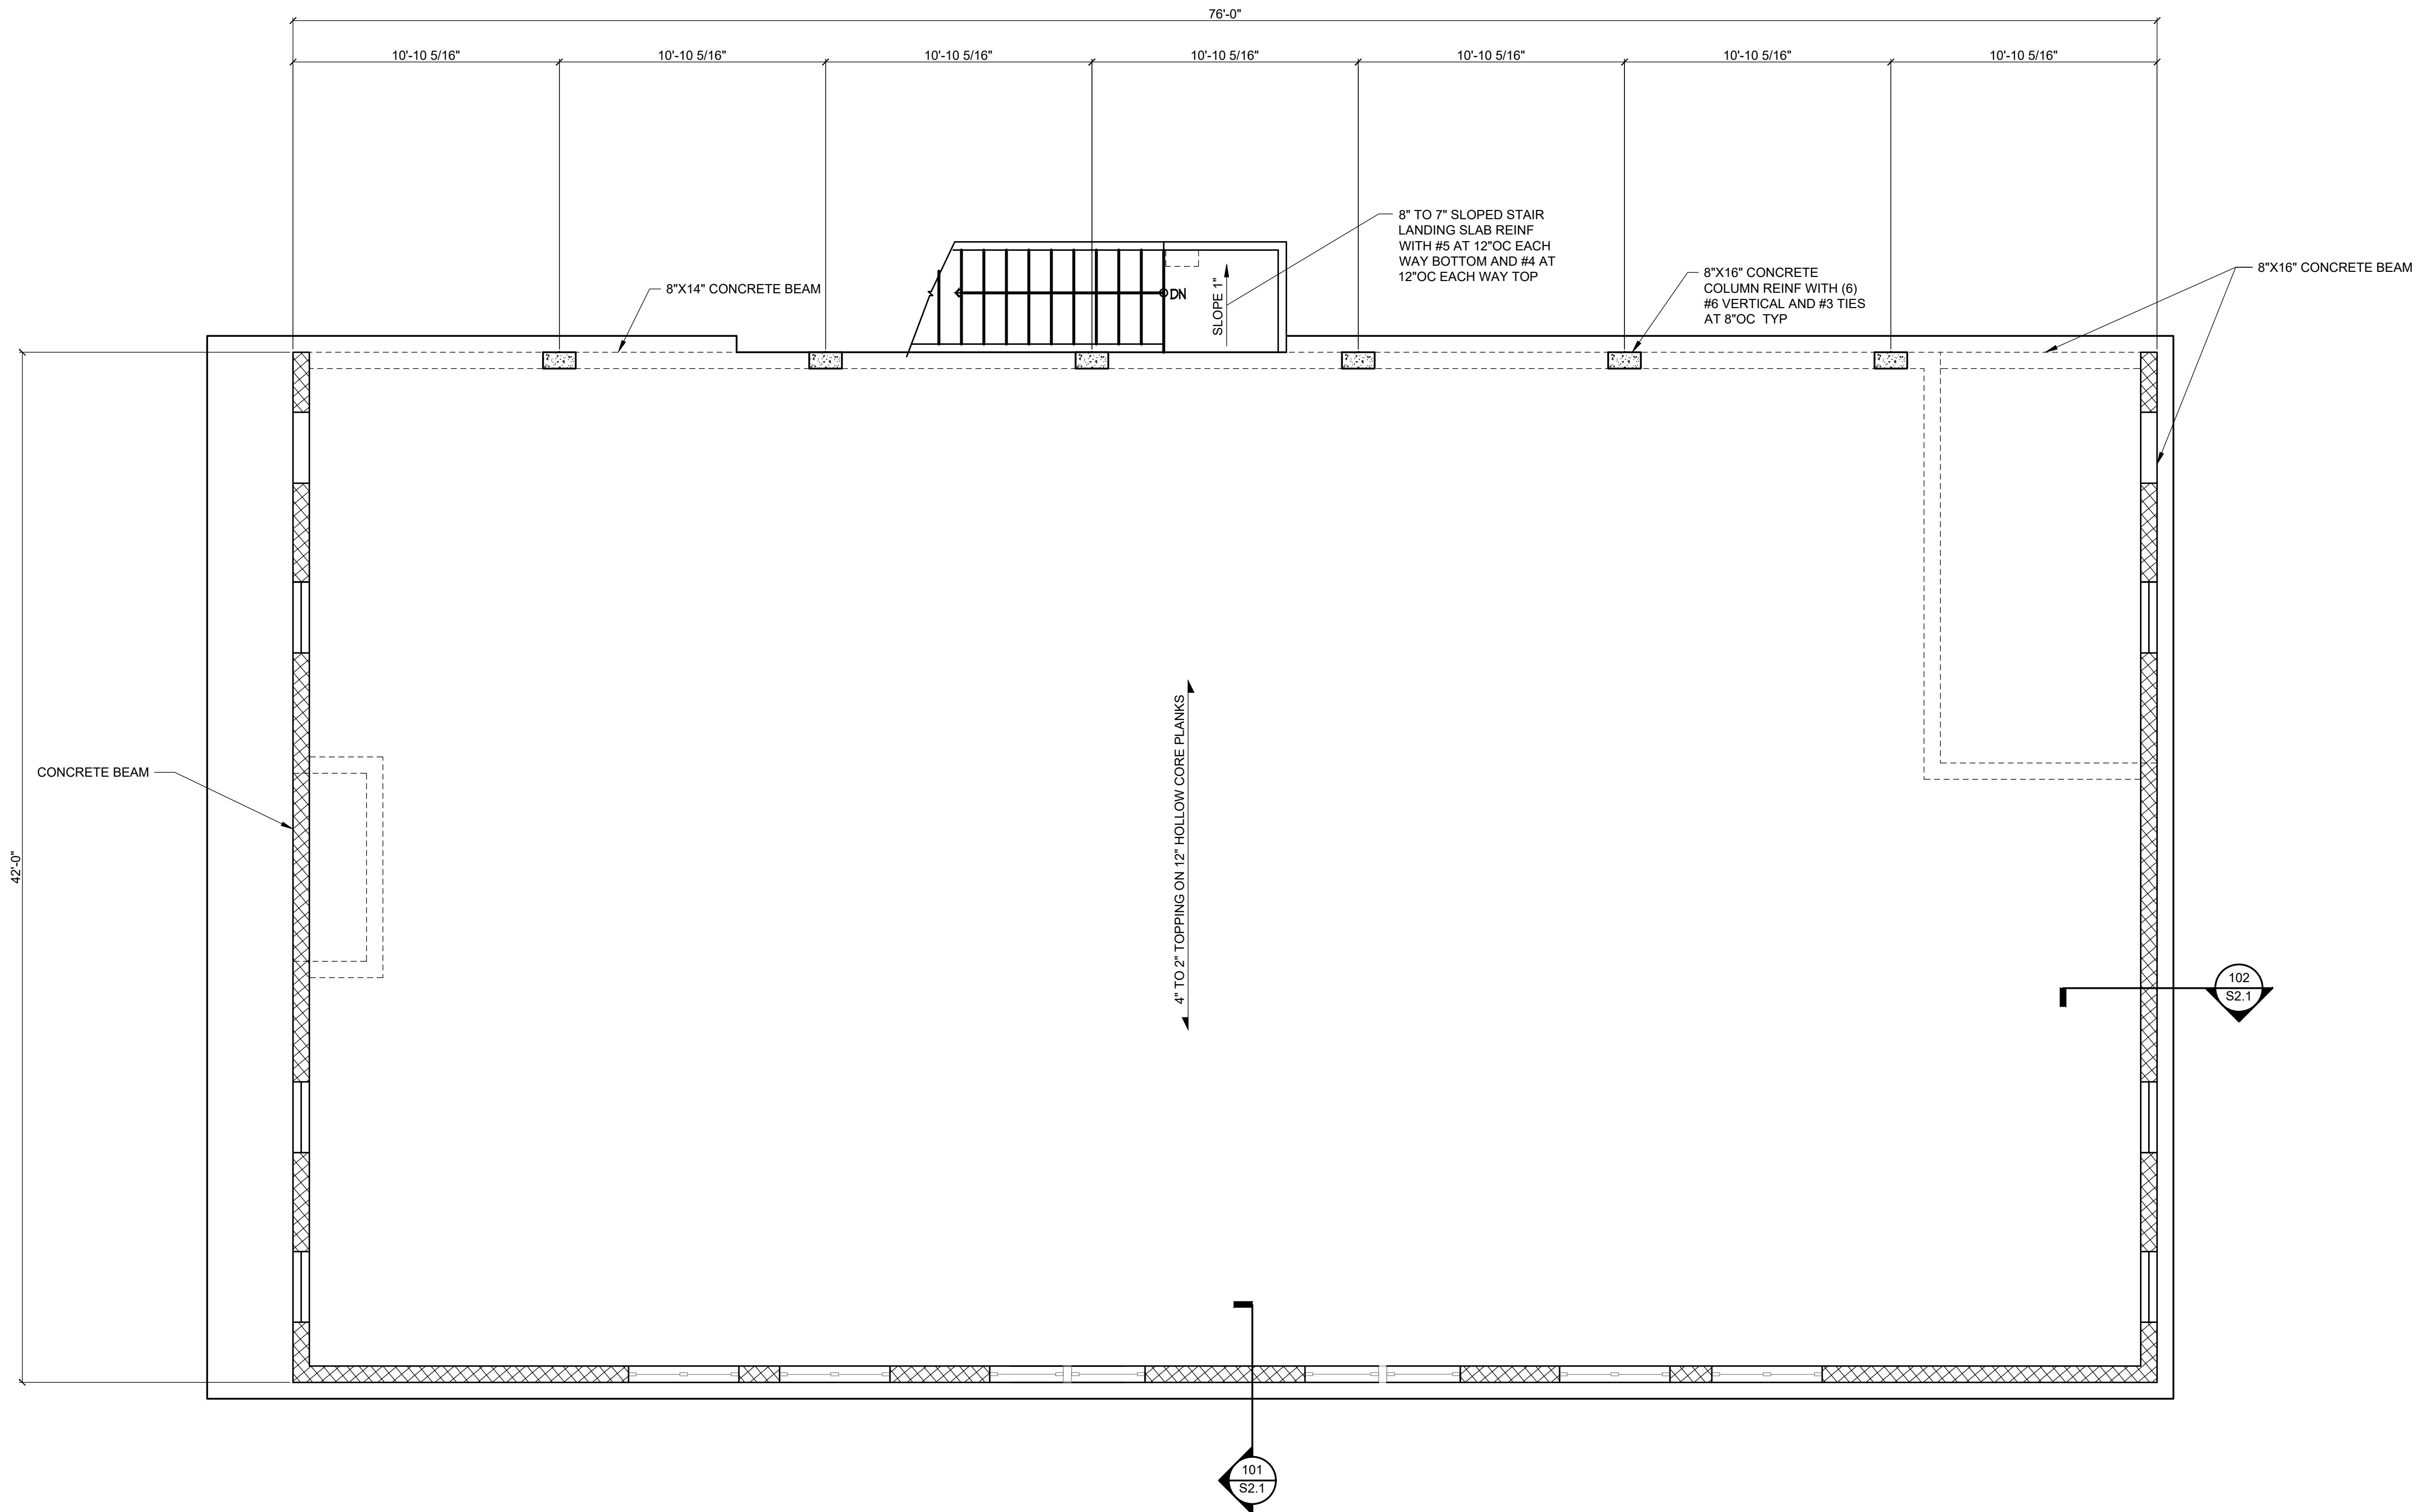 76'-0"
10'-10 5/16"
10'-10 5/16"
10'-10 5/16"
10'-10 5/16"
10'-10 5/16"
10'-10 5/16"
10'-10 5/16"
8" TO 7" SLOPED STAIR
LANDING SLAB REINF
WITH #5 AT 12"OC EACH
WAY BOTTOM AND #4 AT
12"OC EACH WAY TOP
8"X16" CONCRETE
COLUMN REINF WITH (6)
#6 VERTICAL AND #3 TIES
AT 8"OC  TYP
8"X16" CONCRETE BEAM
8"X14" CONCRETE BEAM
DN
SLOPE 1"
CONCRETE BEAM
42'-0"
4" TO 2" TOPPING ON 12" HOLLOW CORE PLANKS
102
S2.1
101
S2.1